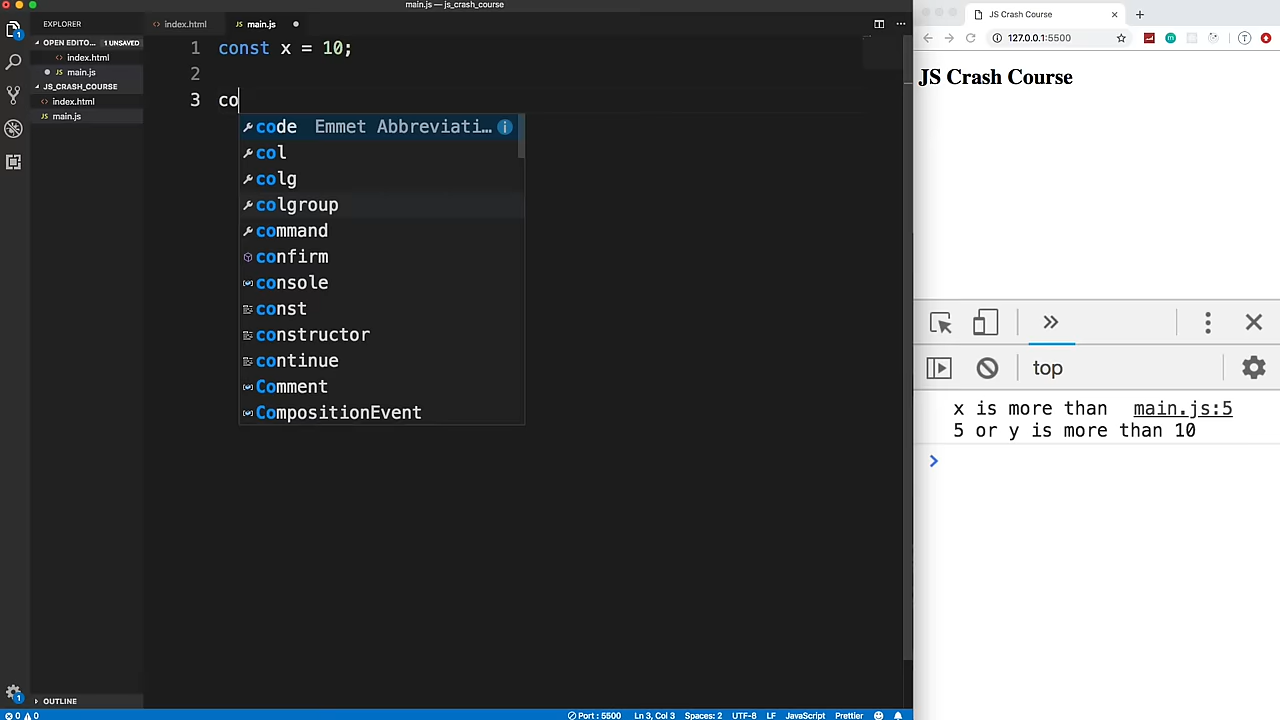 main.js — js_crash_course
EXPLORER
index.html
main.js
OPEN EDITO... 1 UNSAVED
index.html
main.js
JS_CRASH_COURSE
index.html
main.js
OUTLINE
1 const x = 10;
2
3 co
code Emmet Abbreviati...
col
colg
colgroup
command
confirm
console
const
constructor
continue
Comment
CompositionEvent
0 0
Port : 5500
Ln 3, Col 3
Spaces: 2
UTF-8
LF
JavaScript
Prettier
JS Crash Course
127.0.0.1:5500
JS Crash Course
top
x is more than main.js:5
5 or y is more than 10